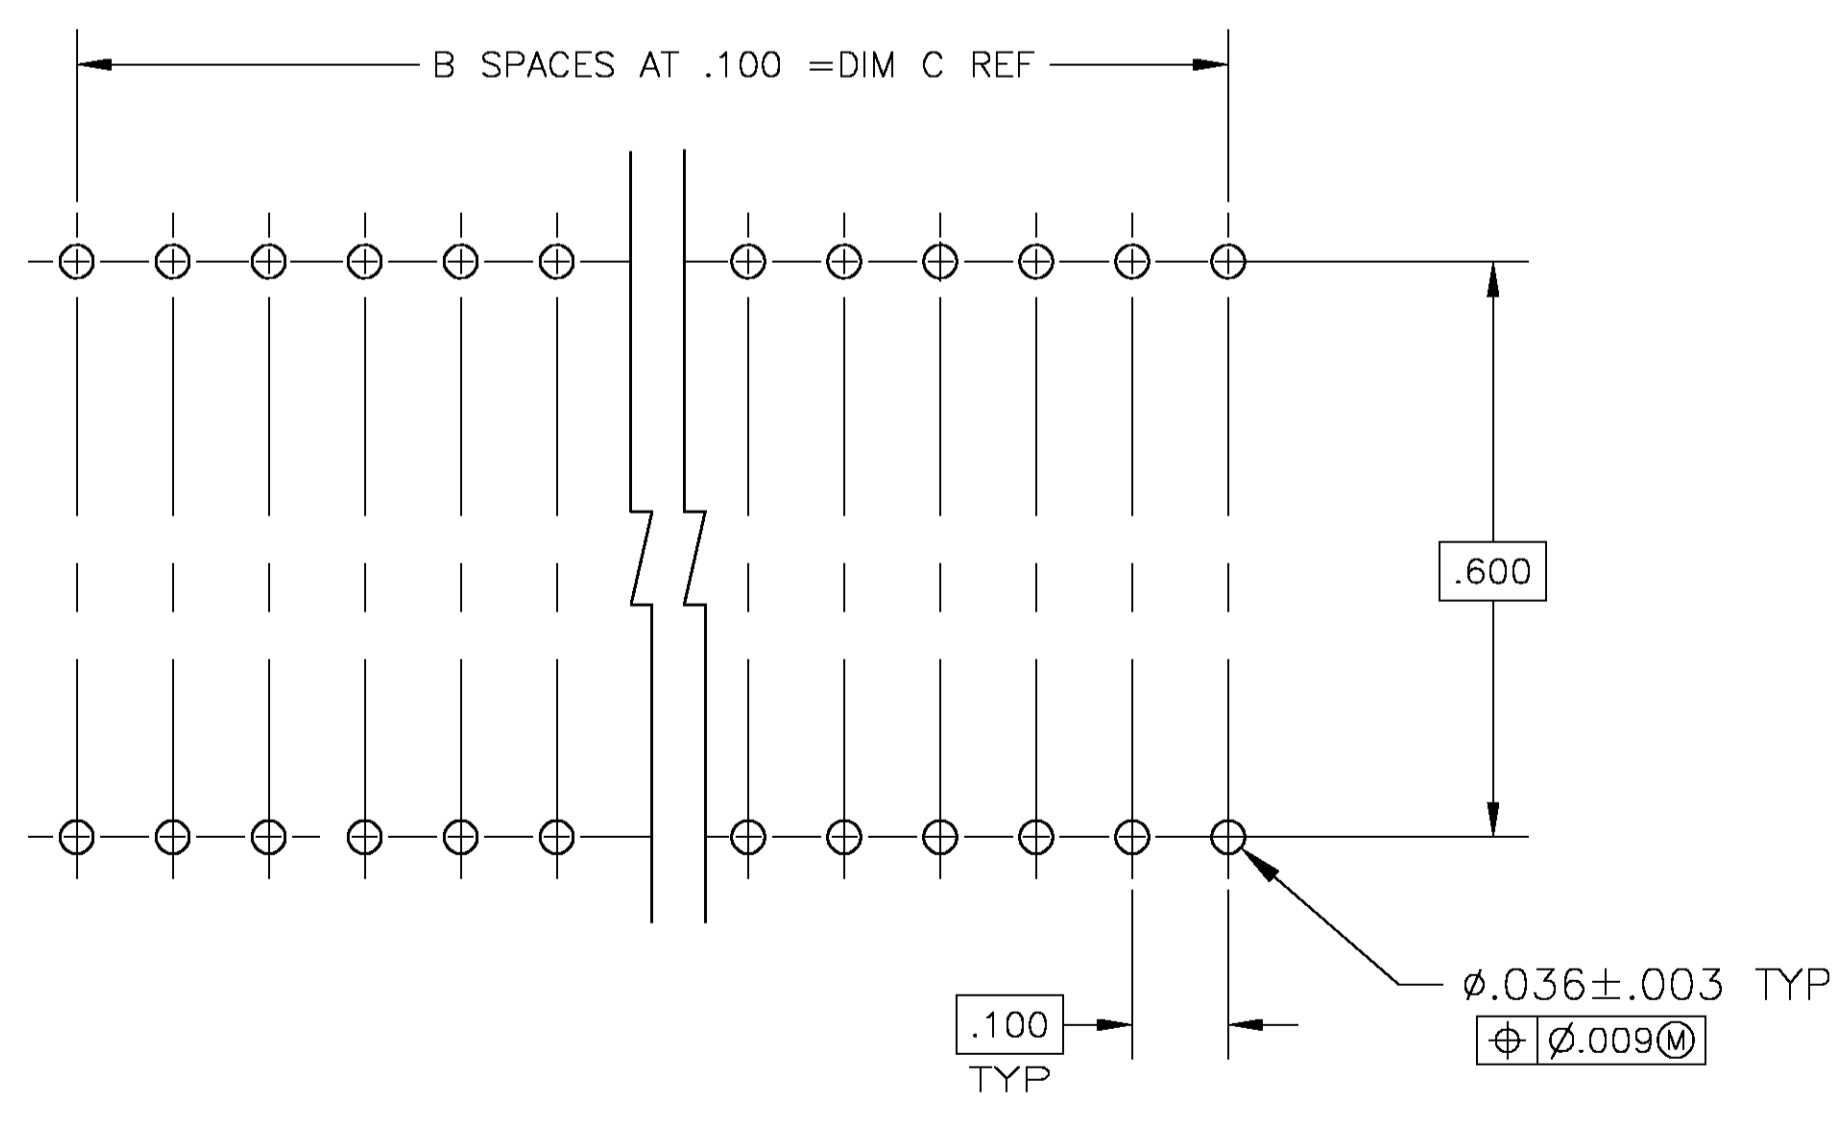 B SPACES AT .100 =DIM C REF
.600
⌀.036±.003 TYP
.100
TYP
⌖ ⌀.009Ⓜ